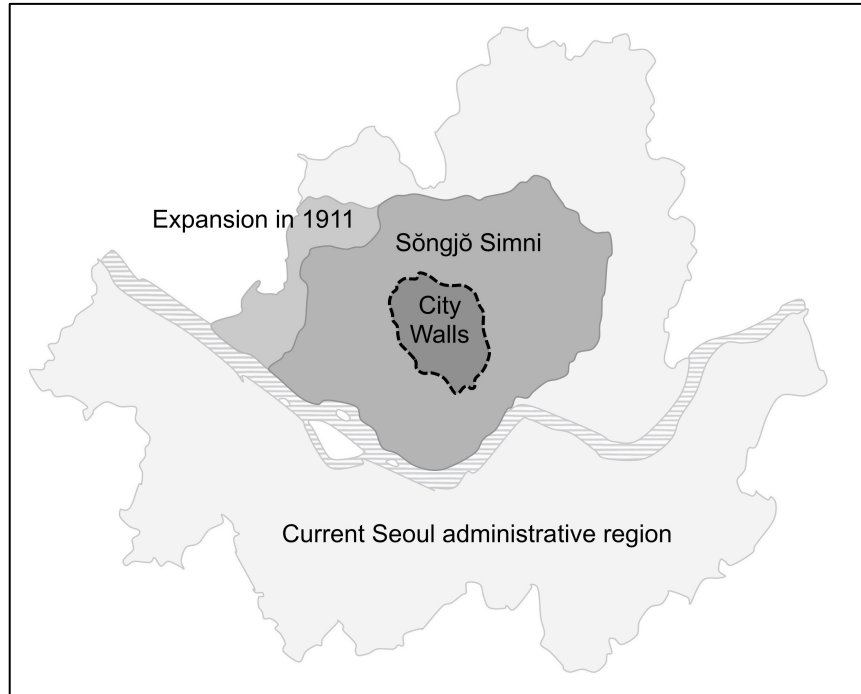 Expansion in 1911
Sŏngjŏ Simni
City
Walls
Current Seoul administrative region